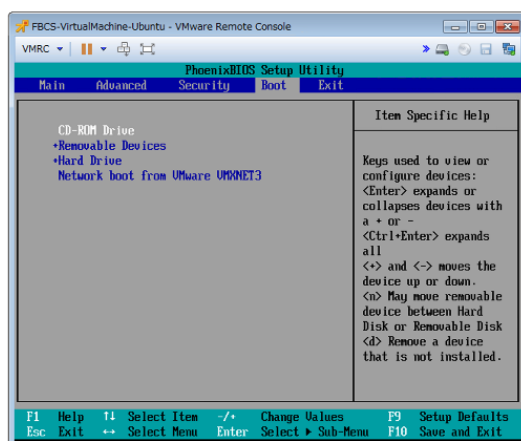 FBCS-VirtualMachine-Ubuntu - VMware Remote Console
VMRC
PhoenixBIOS Setup Utility
Main Advanced Security Boot Exit
CD-ROM Drive
+Removable Devices
+Hard Drive
Network boot from VMware VMXNET3
Item Specific Help
Keys used to view or
configure devices:
<Enter> expands or
collapses devices with
a + or -
<Ctrl+Enter> expands
all
<+> and <-> moves the
device up or down.
<n> May move removable
device between Hard
Disk or Removable Disk
<d> Remove a device
that is not installed.
F1 Help ↑↓ Select Item -/+ Change Values F9 Setup Defaults
Esc Exit ↔ Select Menu Enter Select ▶ Sub-Menu F10 Save and Exit